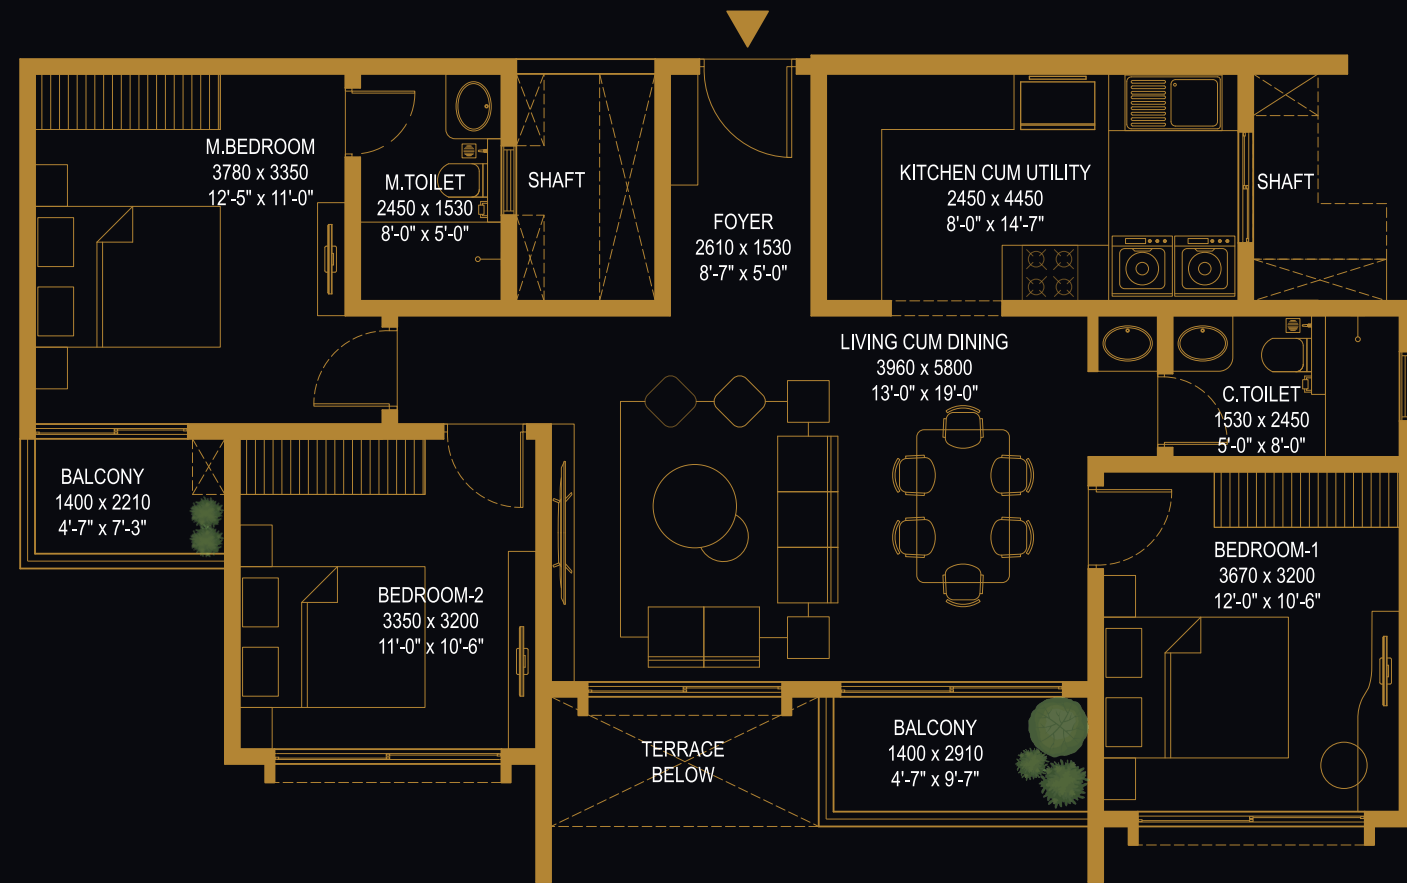 M.BEDROOM
3780 x 3350
12'-5" x 11'-0"
M.TOILET
2450 x 1530
8'-0" x 5'-0"
SHAFT
FOYER
2610 x 1530
8'-7" x 5'-0"
KITCHEN CUM UTILITY
2450 x 4450
8'-0" x 14'-7"
SHAFT
LIVING CUM DINING
3960 x 5800
13'-0" x 19'-0"
C.TOILET
1530 x 2450
5'-0" x 8'-0"
BALCONY
1400 x 2210
4'-7" x 7'-3"
BEDROOM-2
3350 x 3200
11'-0" x 10'-6"
BEDROOM-1
3670 x 3200
12'-0" x 10'-6"
TERRACE
BELOW
BALCONY
1400 x 2910
4'-7" x 9'-7"